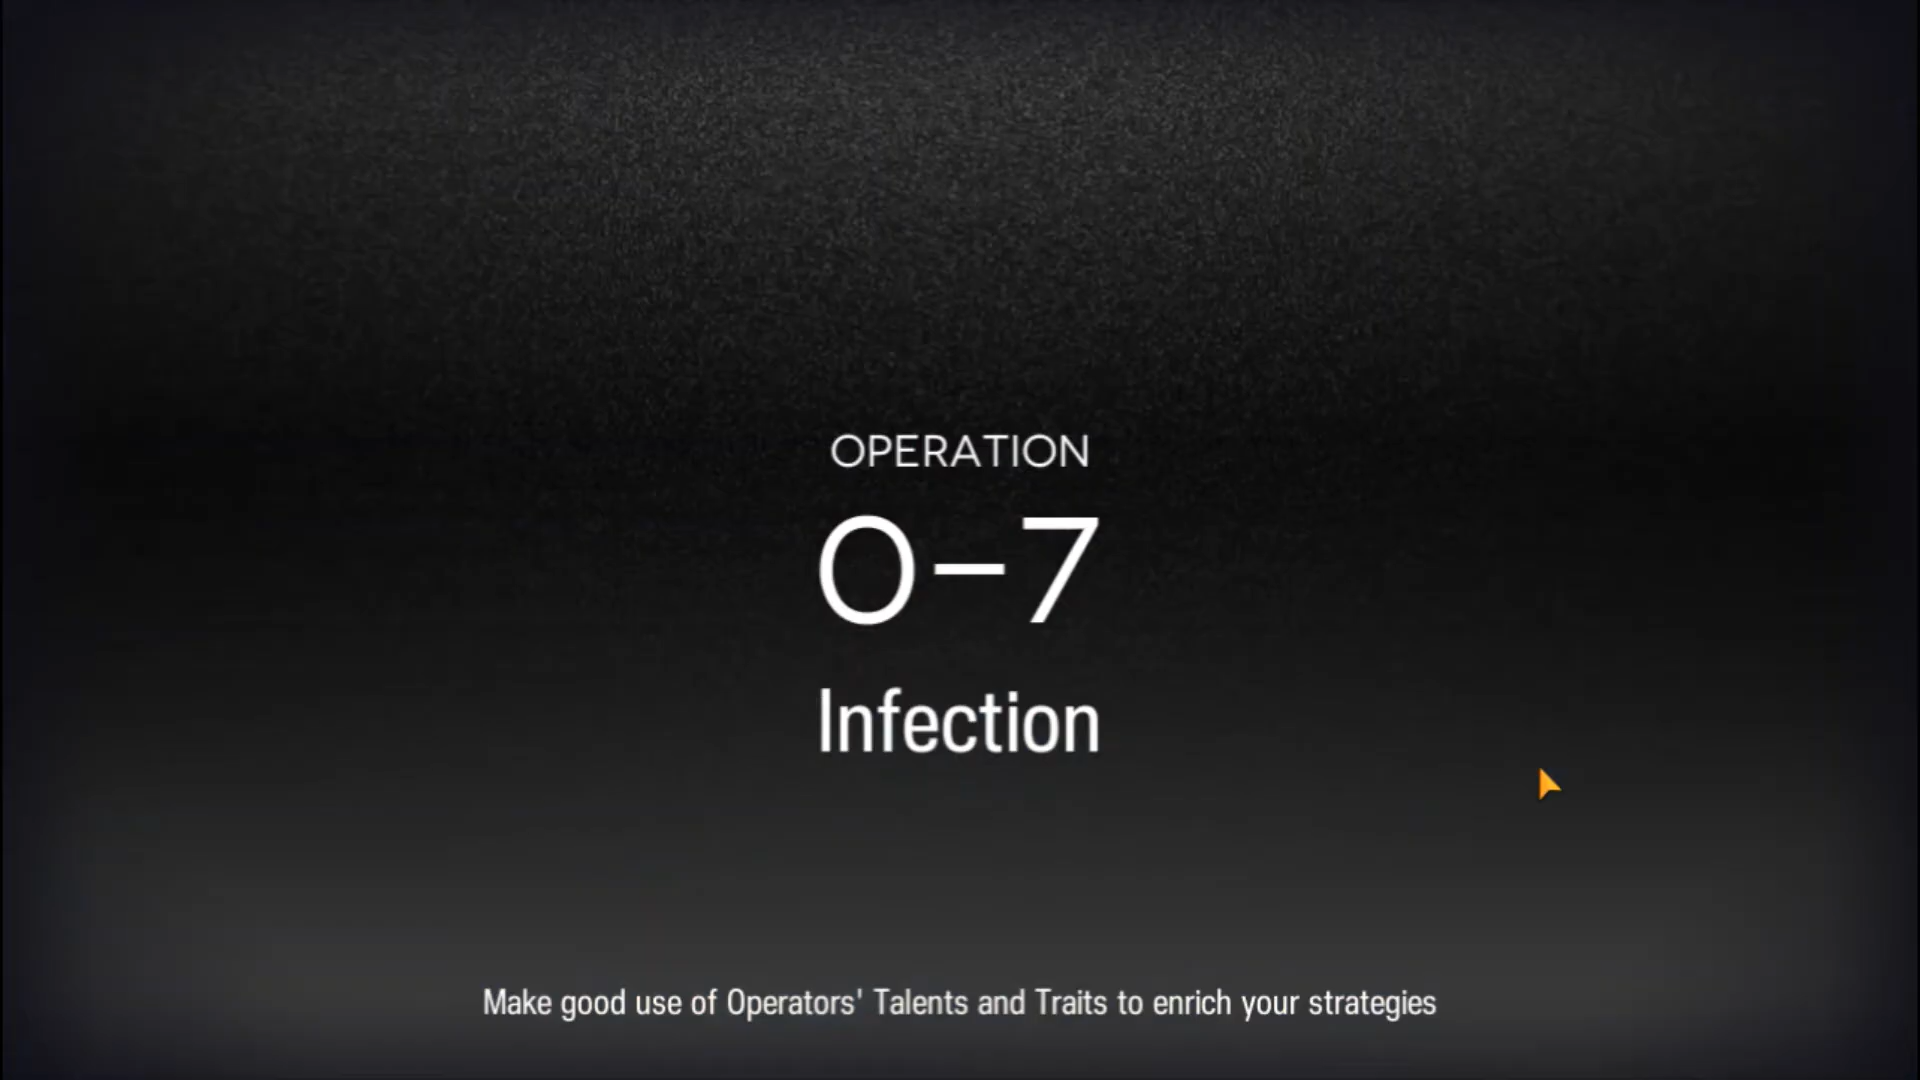 OPERATION
0-7
Infection
Make good use of Operators' Talents and Traits to enrich your strategies